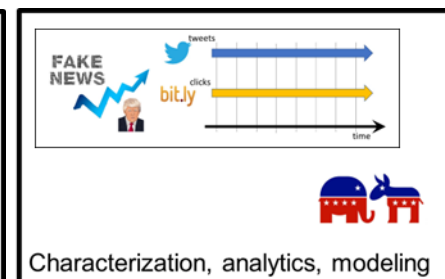 tweets
FAKE
NEWS
clicks
bit.ly
time
Characterization, analytics, modeling